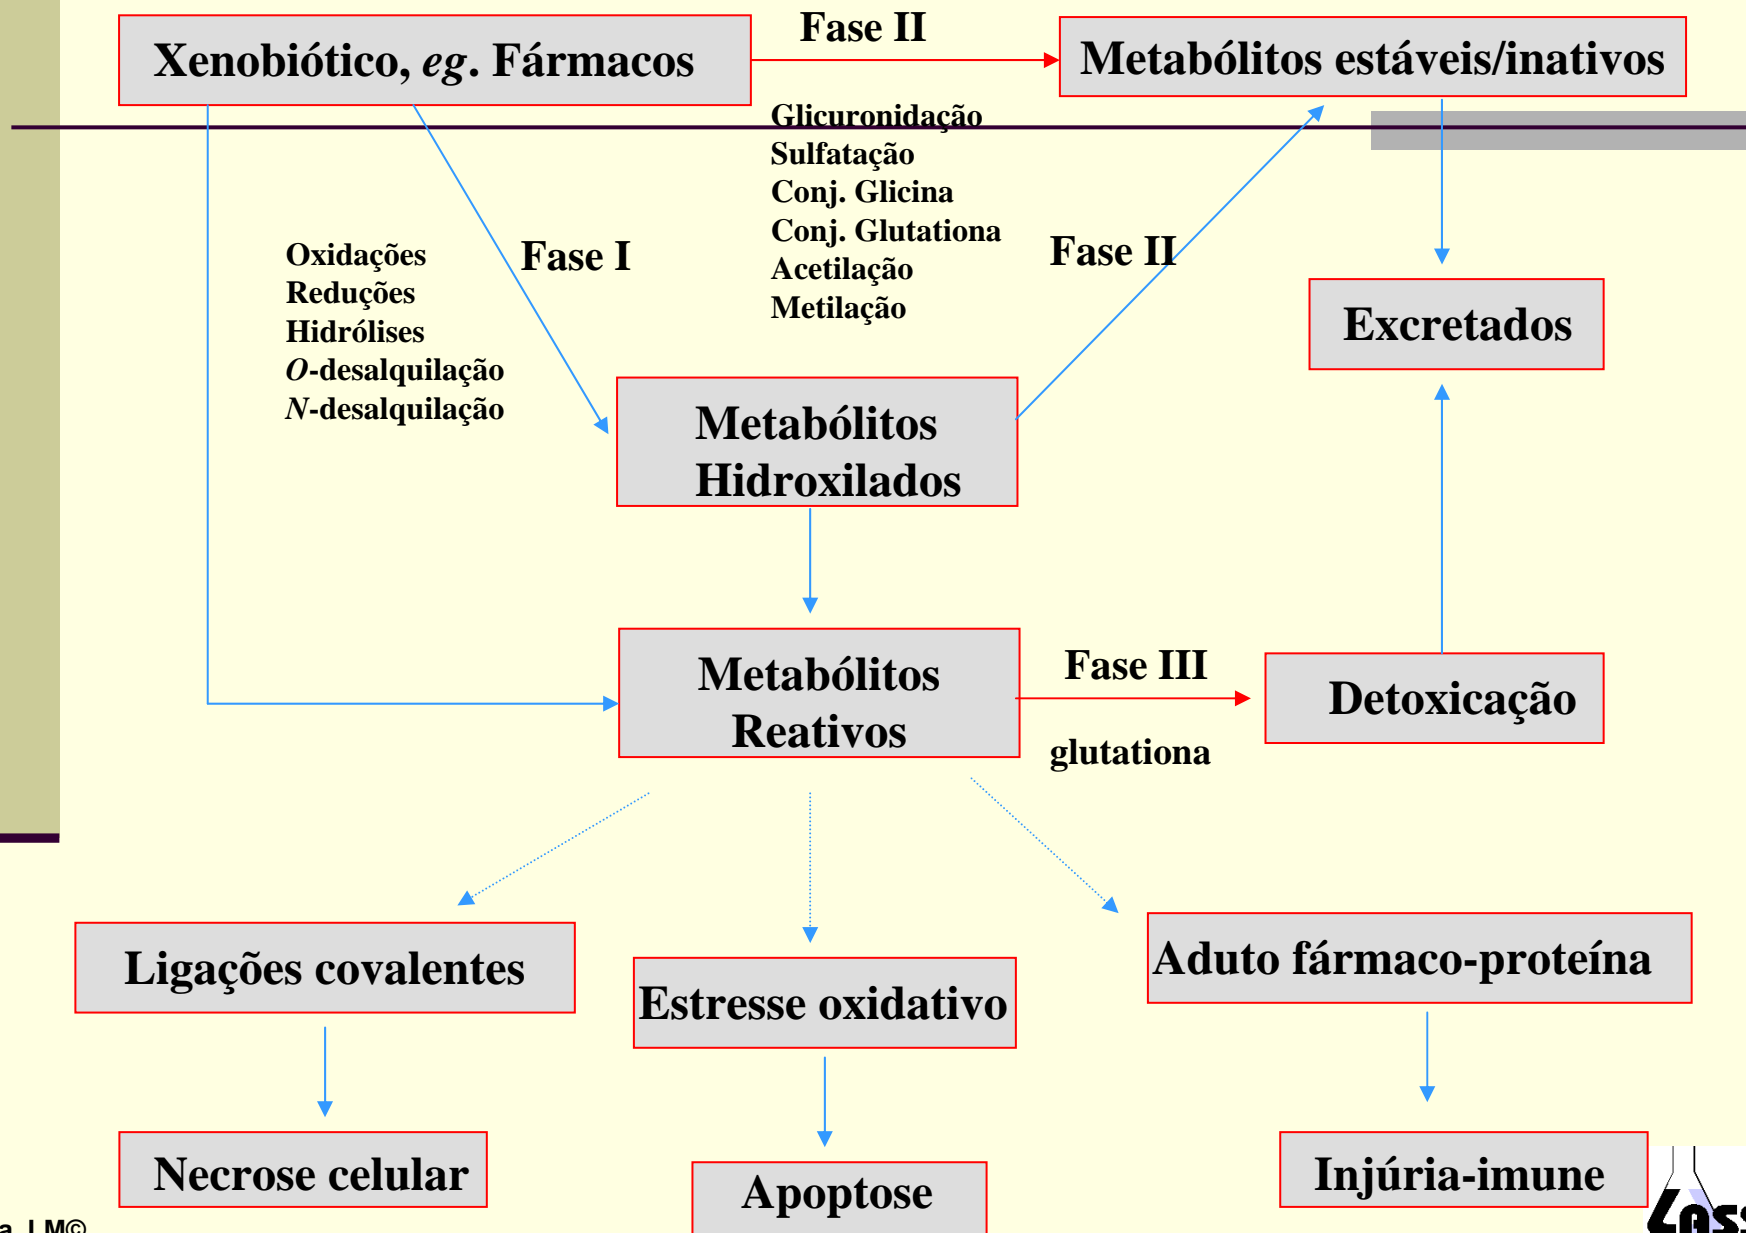 Xenobiótico, eg. Fármacos
Fase II
Metabólitos estáveis/inativos
Glicuronidação
Sulfatação
Conj. Glicina
Conj. Glutationa
Acetilação
Metilação
Oxidações
Reduções
Hidrólises
O-desalquilação
N-desalquilação
Fase I
Fase II
Excretados
Metabólitos
Hidroxilados
Metabólitos
Reativos
Fase III
glutationa
Detoxicação
Ligações covalentes
Estresse oxidativo
Aduto fármaco-proteína
Necrose celular
Apoptose
Injúria-imune
LM©